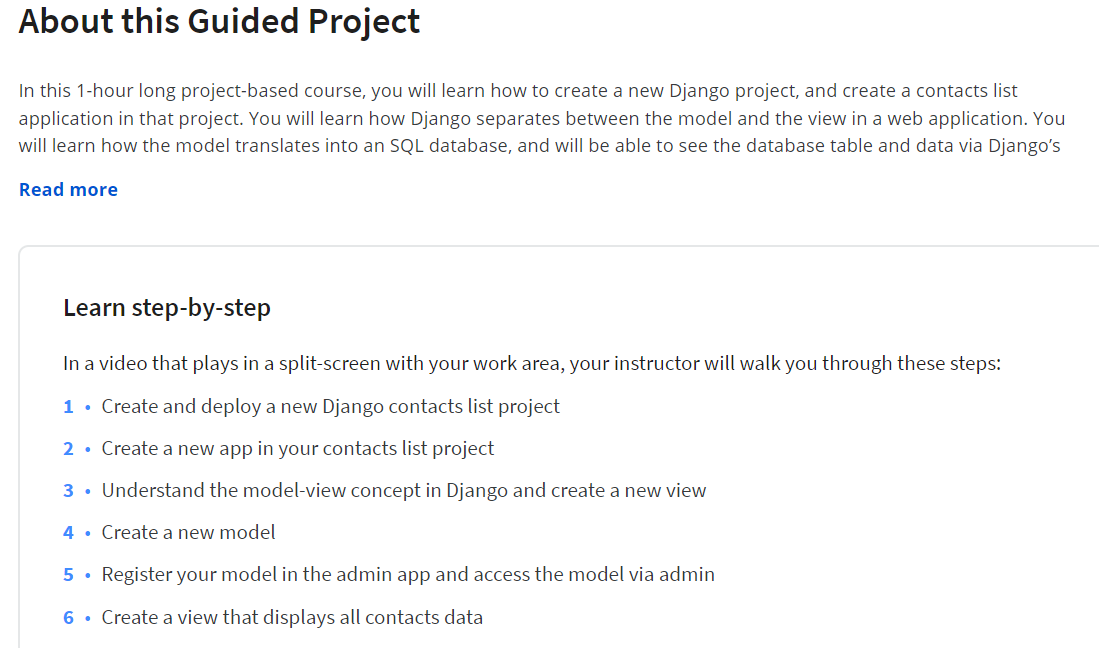 About this Guided Project
In this 1-hour long project-based course, you will learn how to create a new Django project, and create a contacts list
application in that project. You will learn how Django separates between the model and the view in a web application. You
will learn how the model translates into an SQL database, and will be able to see the database table and data via Django’s
Read more
Learn step-by-step
In a video that plays in a split-screen with your work area, your instructor will walk you through these steps:
1 • Create and deploy a new Django contacts list project
2 • Create a new app in your contacts list project
3 • Understand the model-view concept in Django and create a new view
4 • Create a new model
5 • Register your model in the admin app and access the model via admin
6 • Create a view that displays all contacts data